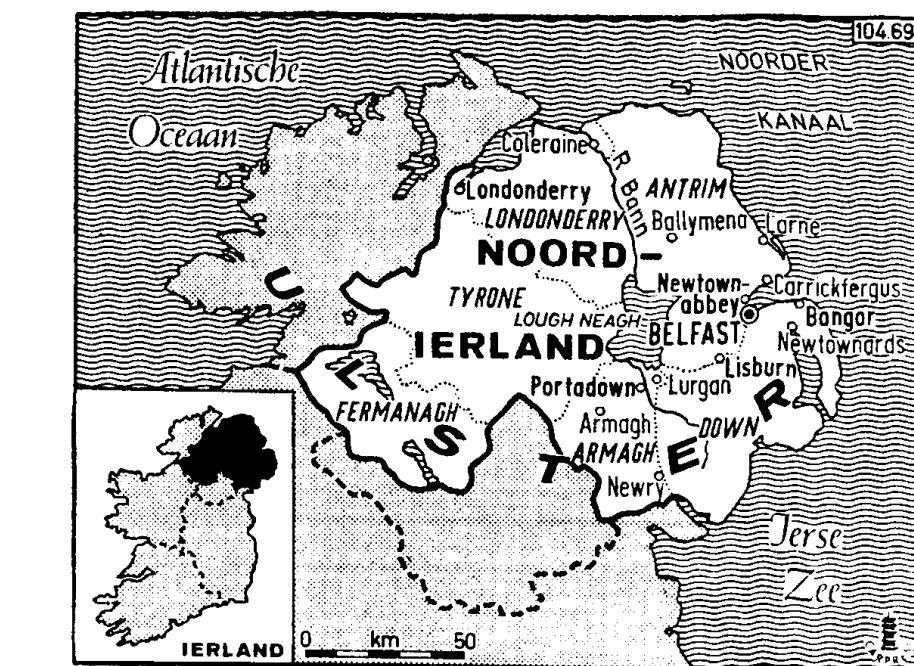 104.69
Atlantische
Oceaan
NOORDER
KANAAL
Coleraine
R Bann
Londonderry
ANTRIM
LONDONDERRY
Ballymena
Larne
NOORD-
U
TYRONE
Newtown-
abbey
Carrickfergus
LOUGH NEAGH
BELFAST
Bangor
Newtownards
IERLAND
Lisburn
L
Portadown
Lurgan
R
FERMANAGH
Armagh
DOWN
S
ARMAGH
E
T
Newry
Ierse
Zee
IERLAND
0 km 50